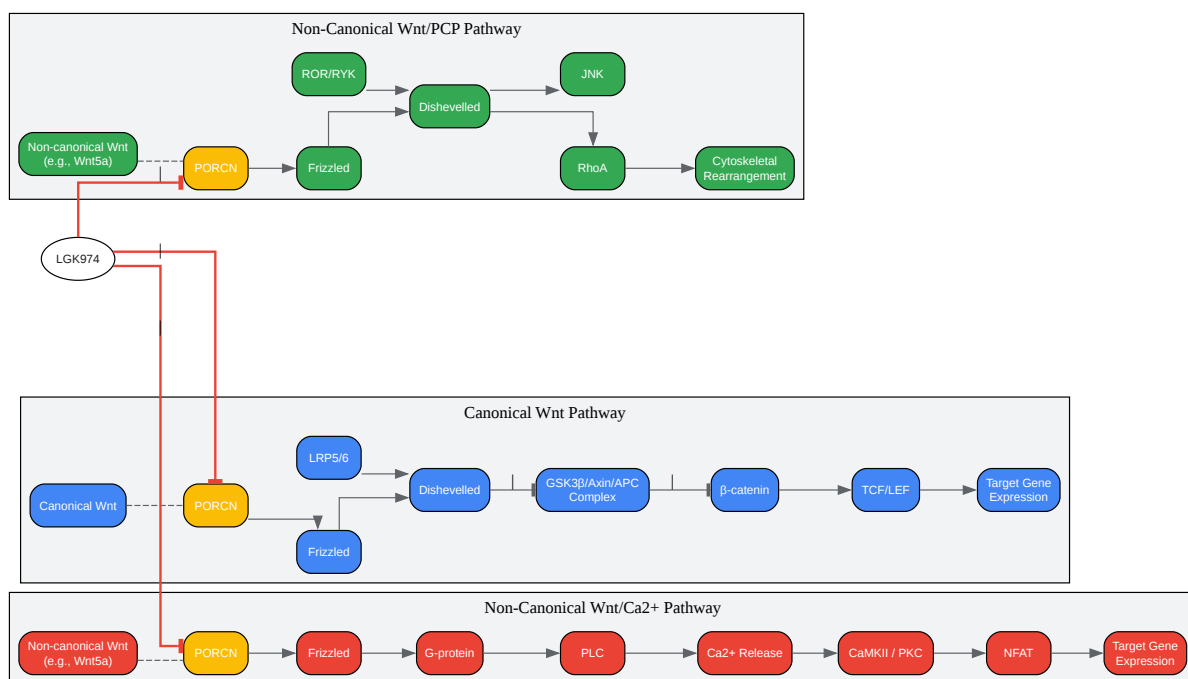 Non-Canonical Wnt/PCP Pathway
ROR/RYK
JNK
Dishevelled
Non-canonical Wnt
(e.g., Wnt5a)
PORCN
Frizzled
RhoA
Cytoskeletal
Rearrangement
LGK974
Canonical Wnt Pathway
LRP5/6
Dishevelled
GSK3β/Axin/APC
Complex
β-catenin
TCF/LEF
Target Gene
Expression
Canonical Wnt
PORCN
Frizzled
Non-Canonical Wnt/Ca2+ Pathway
Non-canonical Wnt
(e.g., Wnt5a)
PORCN
Frizzled
G-protein
PLC
Ca2+ Release
CaMKII / PKC
NFAT
Target Gene
Expression